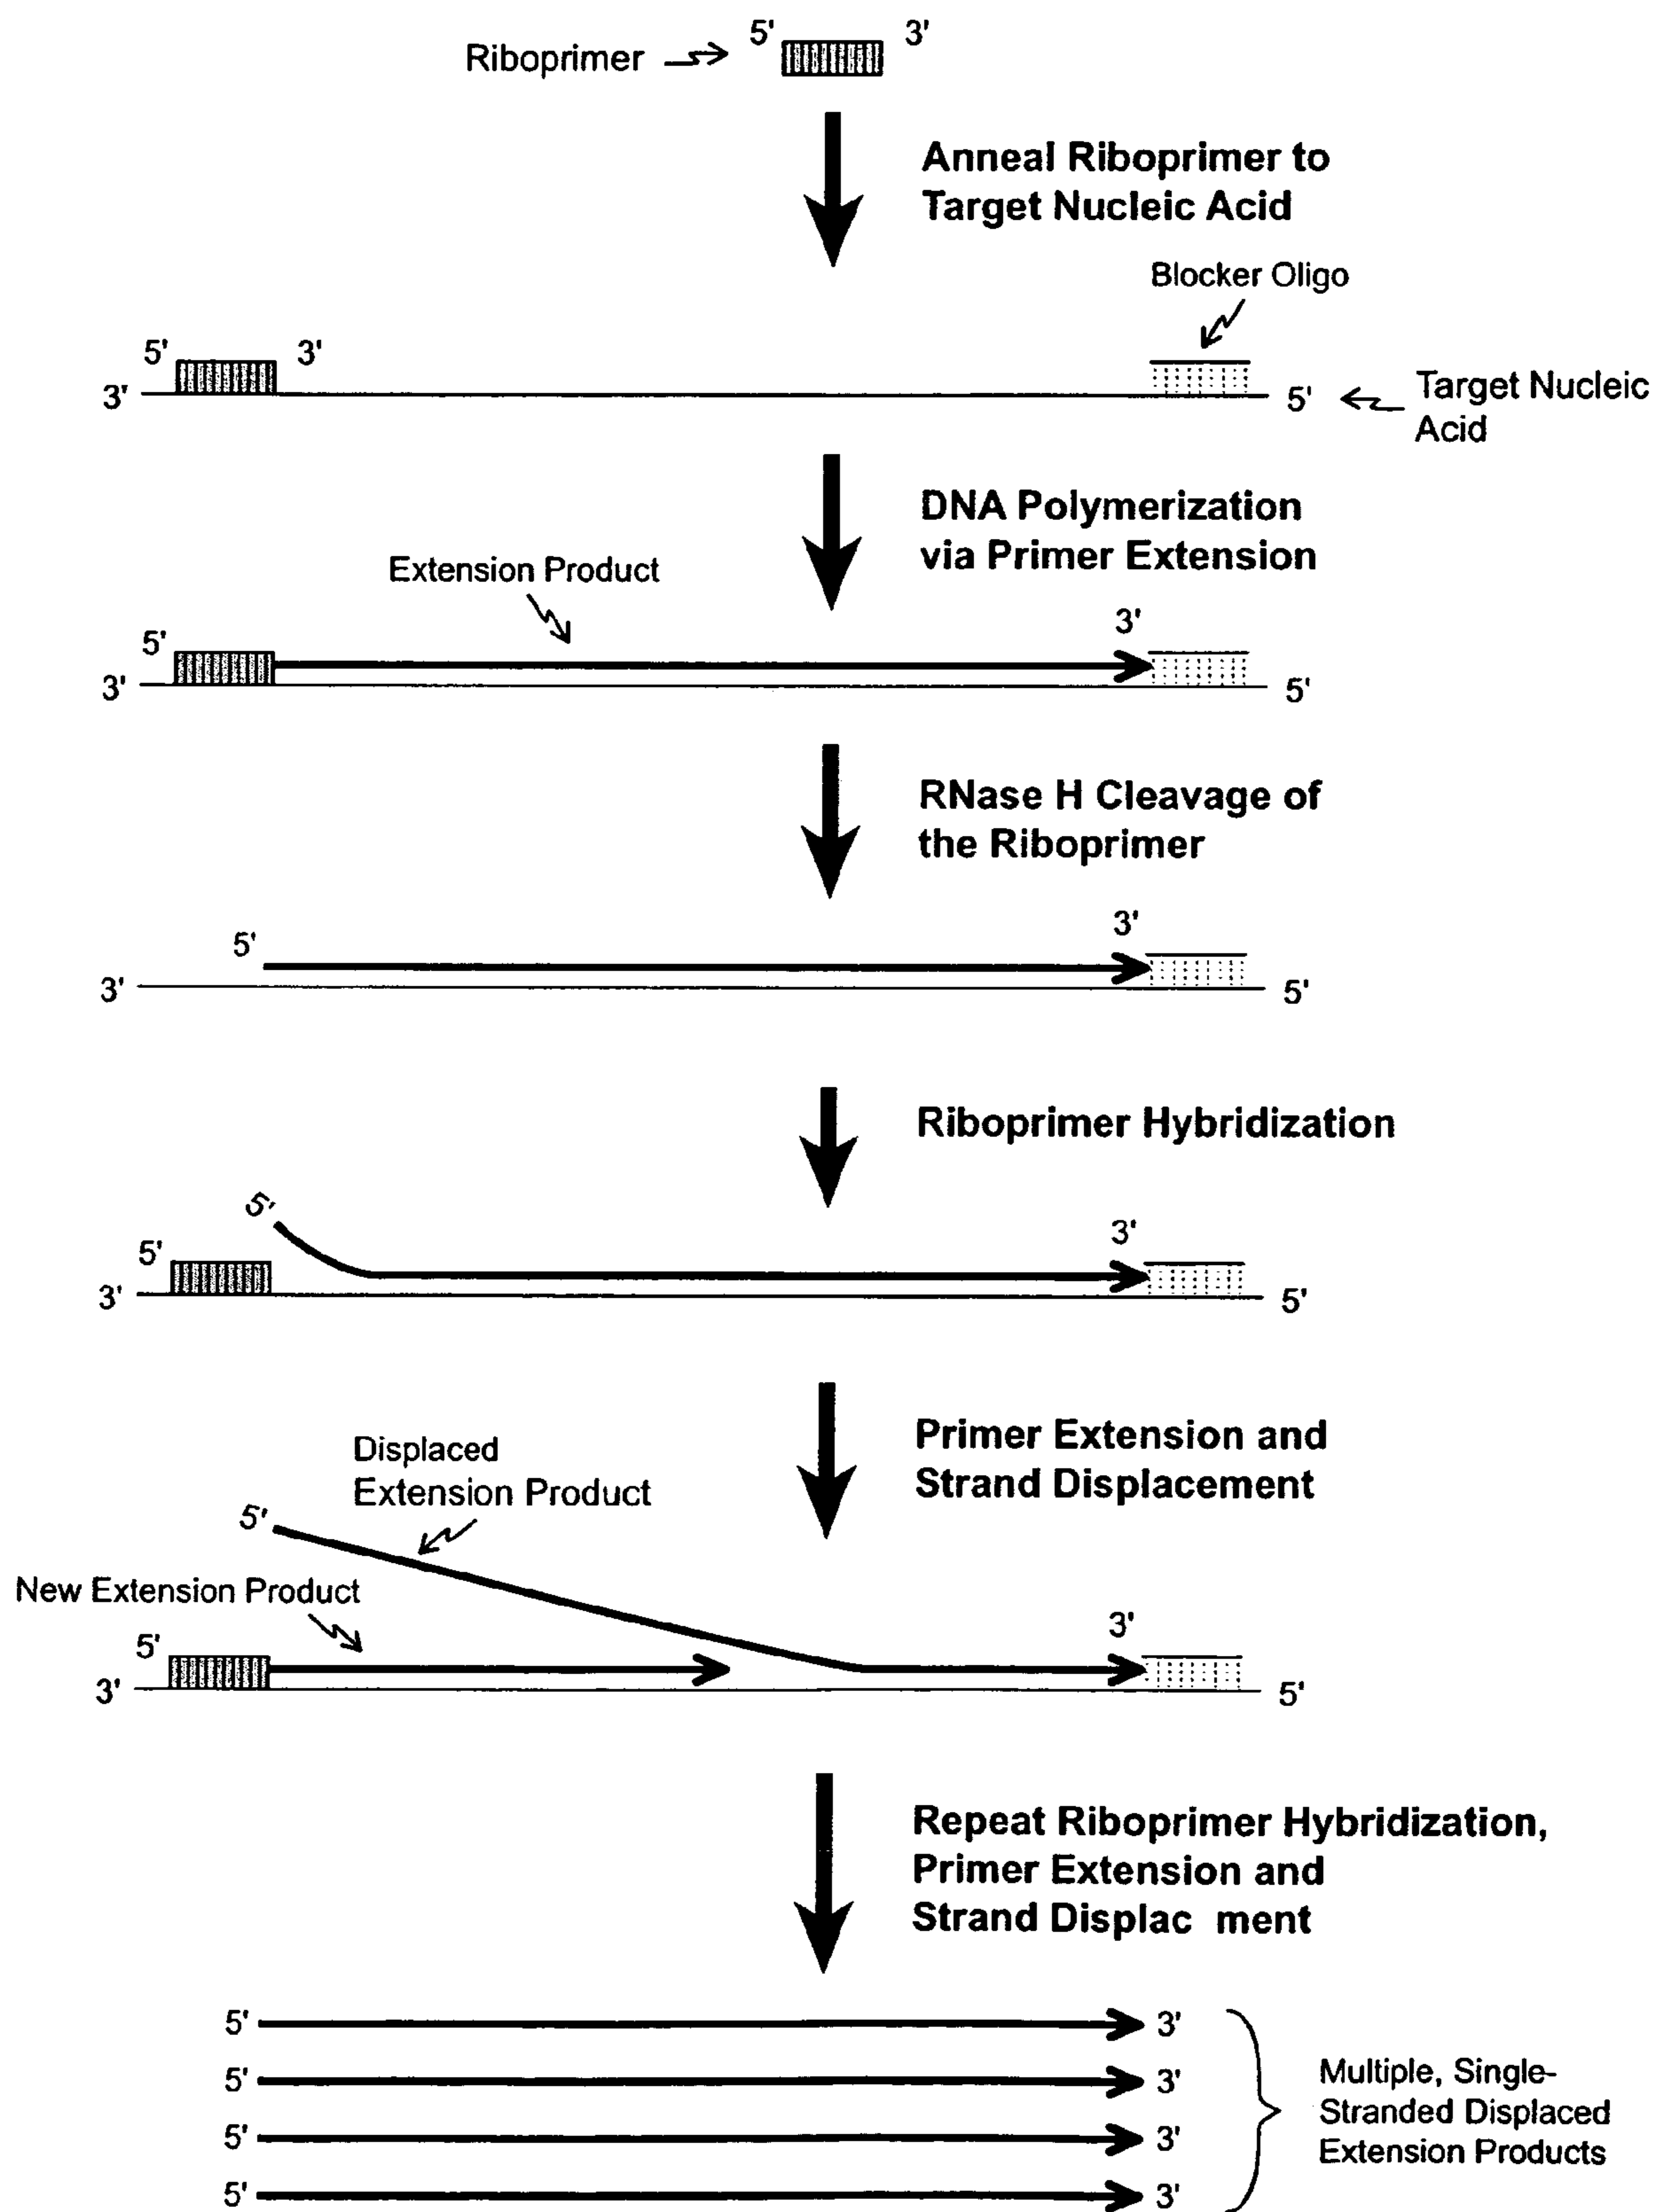 Riboprimer
5' 3'
Anneal Riboprimer to
Target Nucleic Acid
Blocker Oligo
5' 3'
3' 5'
Target Nucleic
Acid
DNA Polymerization
via Primer Extension
Extension Product
5' 3'
3' 5'
RNase H Cleavage of
the Riboprimer
5' 3'
3' 5'
Riboprimer Hybridization
5'
5' 3'
3' 5'
Primer Extension and
Strand Displacement
Displaced
Extension Product
5'
New Extension Product
5' 3'
3' 5'
Repeat Riboprimer Hybridization,
Primer Extension and
Strand Displac ment
5' 3'
5' 3'
5' 3'
5' 3'
Multiple, Single-
Stranded Displaced
Extension Products